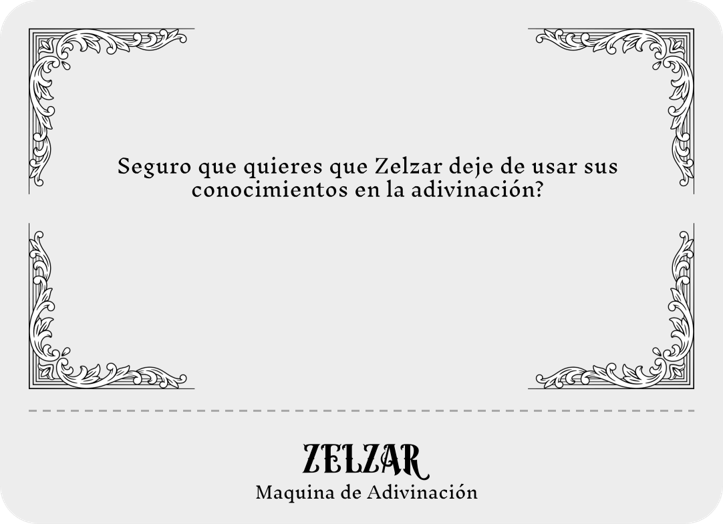 Seguro que quieres que Zelzar deje de usar sus
conocimientos en la adivinación?
ZELZAR
Maquina de Adivinación